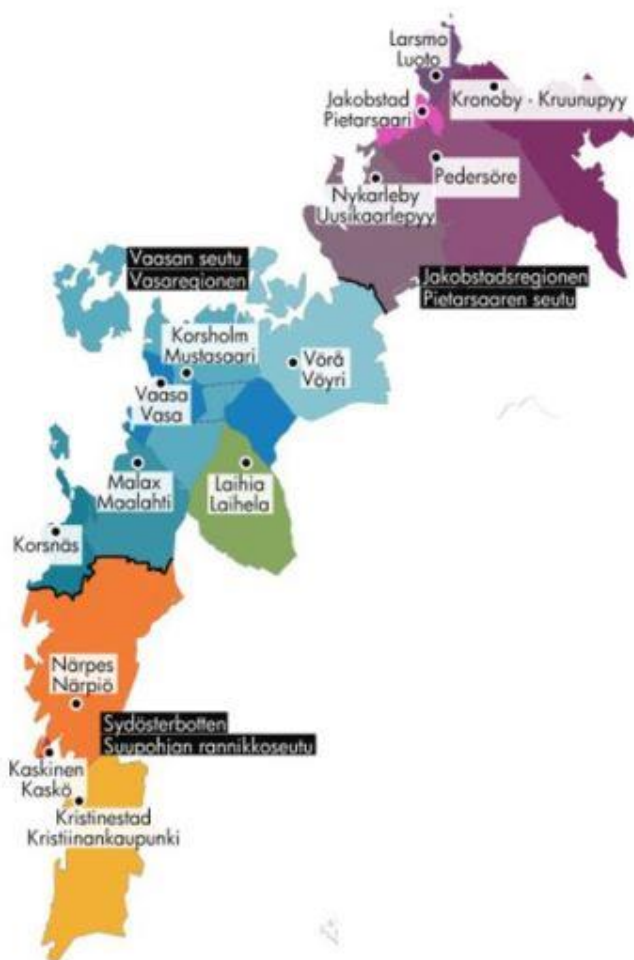 Larsmo
Luoto
Jakobstad
Pietarsaari
Kronoby - Kruunupyy
Pedersöre
Nykarleby
Uusikaarlepyy
Vaasan seutu
Vasaregionen
Jakobstadsregionen
Pietarsaaren seutu
Korsholm
Mustasaari
Vörå
Vöyri
Vaasa
Vasa
Malax
Maalahti
Laihia
Laihela
Korsnäs
Närpes
Närpiö
Sydösterbotten
Suupohjan rannikkoseutu
Kaskinen
Kaskö
Kristinestad
Kristiinankaupunki